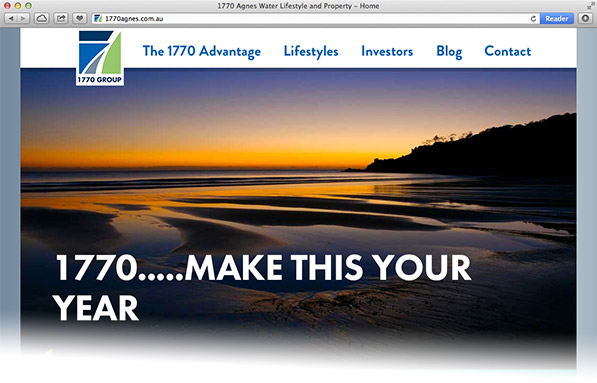 1770 Agnes Water Lifestyle and Property – Home
1770agnes.com.au
Reader
1770 GROUP
The 1770 Advantage Lifestyles Investors Blog Contact
1770.....MAKE THIS YOUR
YEAR